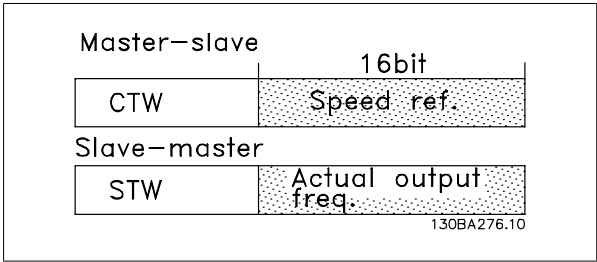 Master-slave
16bit
CTW
Speed ref.
Slave-master
STW
Actual output
freq.
130BA276.10